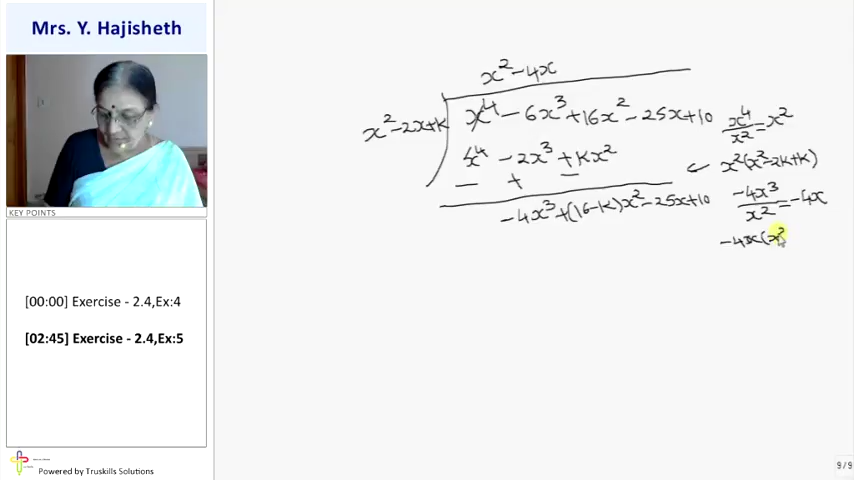 Mrs. Y. Hajisheth
KEY POINTS
[00:00] Exercise - 2.4,Ex:4
[02:45] Exercise - 2.4,Ex:5
Powered by Truskills Solutions
x² - 4x
x² - 2x + k
x⁴ - 6x³ + 16x² - 25x + 10
x⁴ - 2x³ + kx²
- + -
-4x³ + (16-k)x² - 25x + 10
x⁴/x² = x²
x²(x² - 2k + k)
-4x³/x² = -4x
-4x(x²
9/9